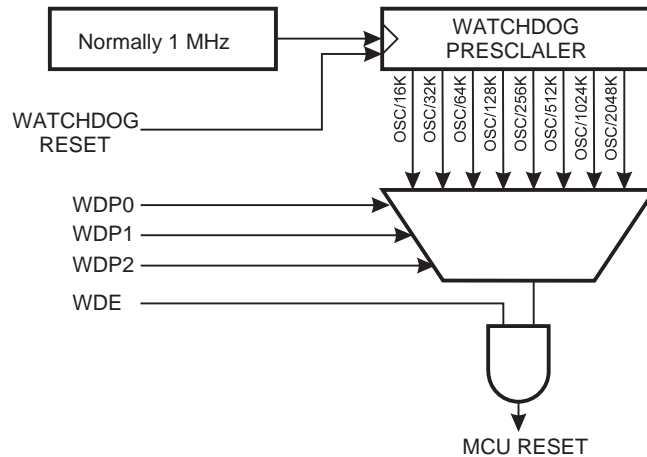 Normally 1 MHz
WATCHDOG
PRESCLALER
OSC/16K
OSC/32K
OSC/64K
OSC/128K
OSC/256K
OSC/512K
OSC/1024K
OSC/2048K
WATCHDOG
RESET
WDP0
WDP1
WDP2
WDE
MCU RESET